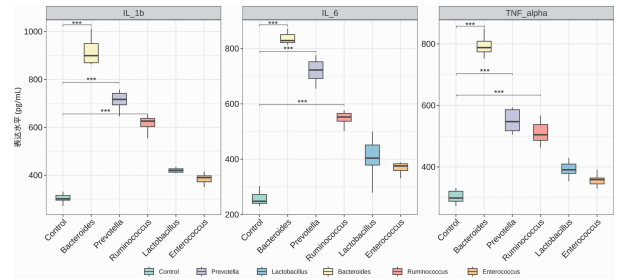 IL_1b
IL_6
TNF_alpha
表达水平 (pg/mL)
1000
800
600
400
***
***
***
Control
Bacteroides
Prevotella
Ruminococcus
Lactobacillus
Enterococcus
800
600
400
200
***
***
***
Control
Bacteroides
Prevotella
Ruminococcus
Lactobacillus
Enterococcus
800
600
400
***
***
***
Control
Bacteroides
Prevotella
Ruminococcus
Lactobacillus
Enterococcus
Control Prevotella Lactobacillus Bacteroides Ruminococcus Enterococcus